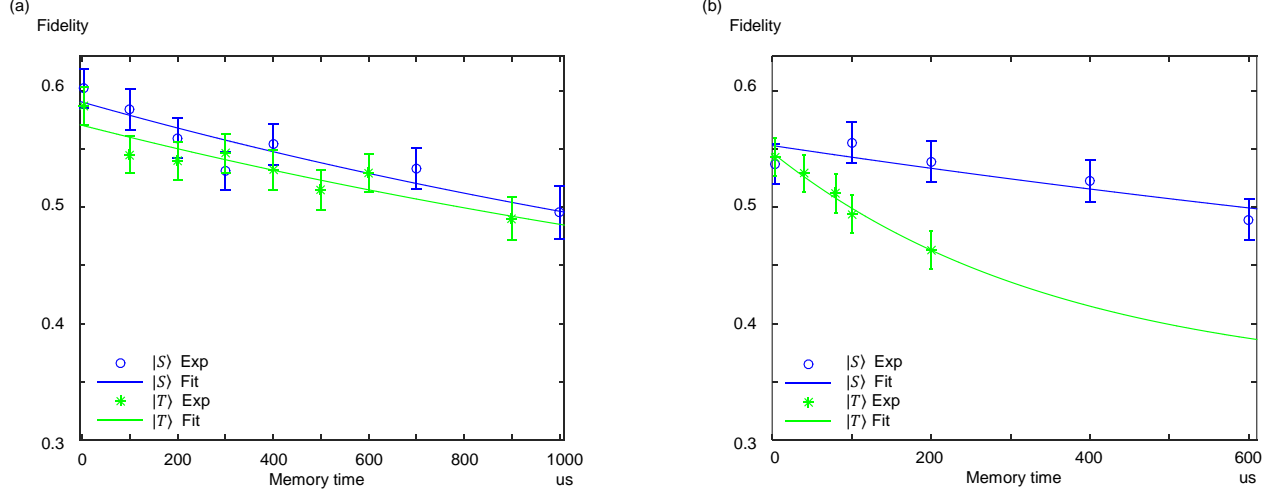 (a)
Fidelity
0.6
0.5
0.4
0.3
|S⟩ Exp
|S⟩ Fit
|T⟩ Exp
|T⟩ Fit
0 200 400 600 800 1000
Memory time us
(b)
Fidelity
0.6
0.5
0.4
0.3
|S⟩ Exp
|S⟩ Fit
|T⟩ Exp
|T⟩ Fit
0 200 400 600
Memory time us